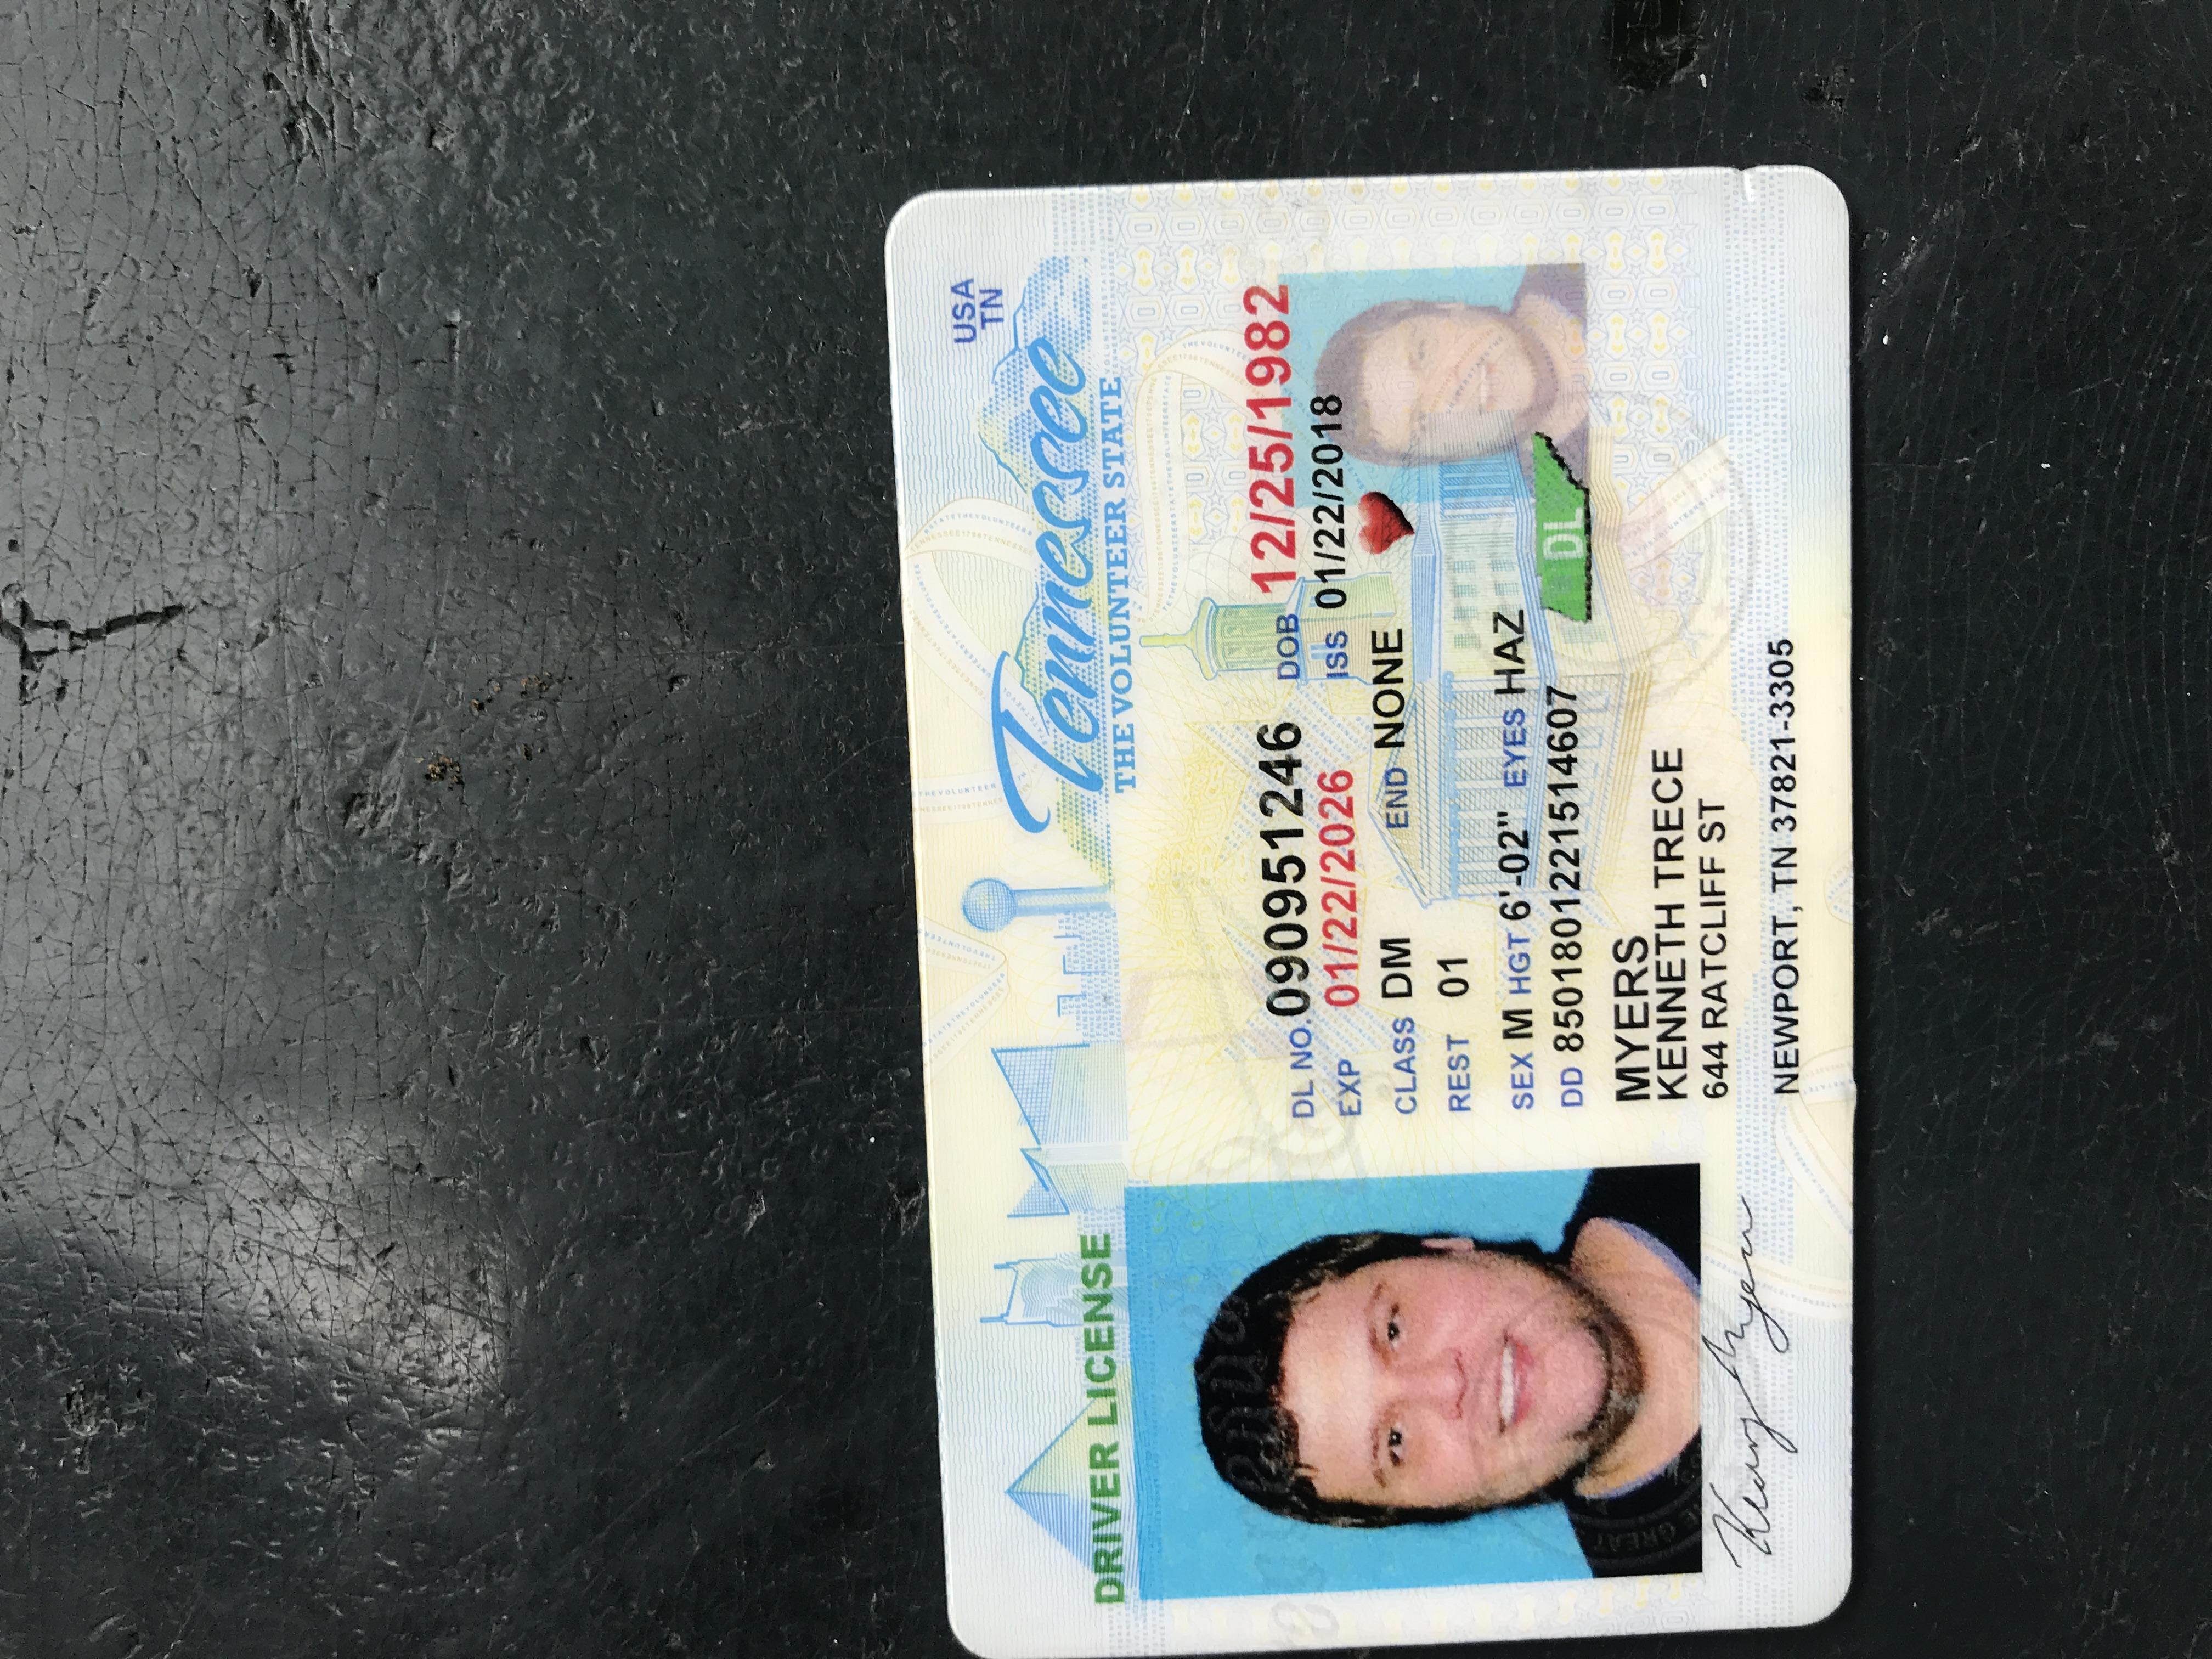 USA
TN
Tennessee
THE VOLUNTEER STATE
DRIVER LICENSE
DL NO. 090951246 DOB 12/25/1982
EXP 01/22/2026 ISS 01/22/2018
CLASS DM END NONE
REST 01
SEX M HGT 6'-02" EYES HAZ
DD 8501801221514607
DL
MYERS
KENNETH TRECE
644 RATCLIFF ST
NEWPORT, TN 37821-3305
Kenny Myers